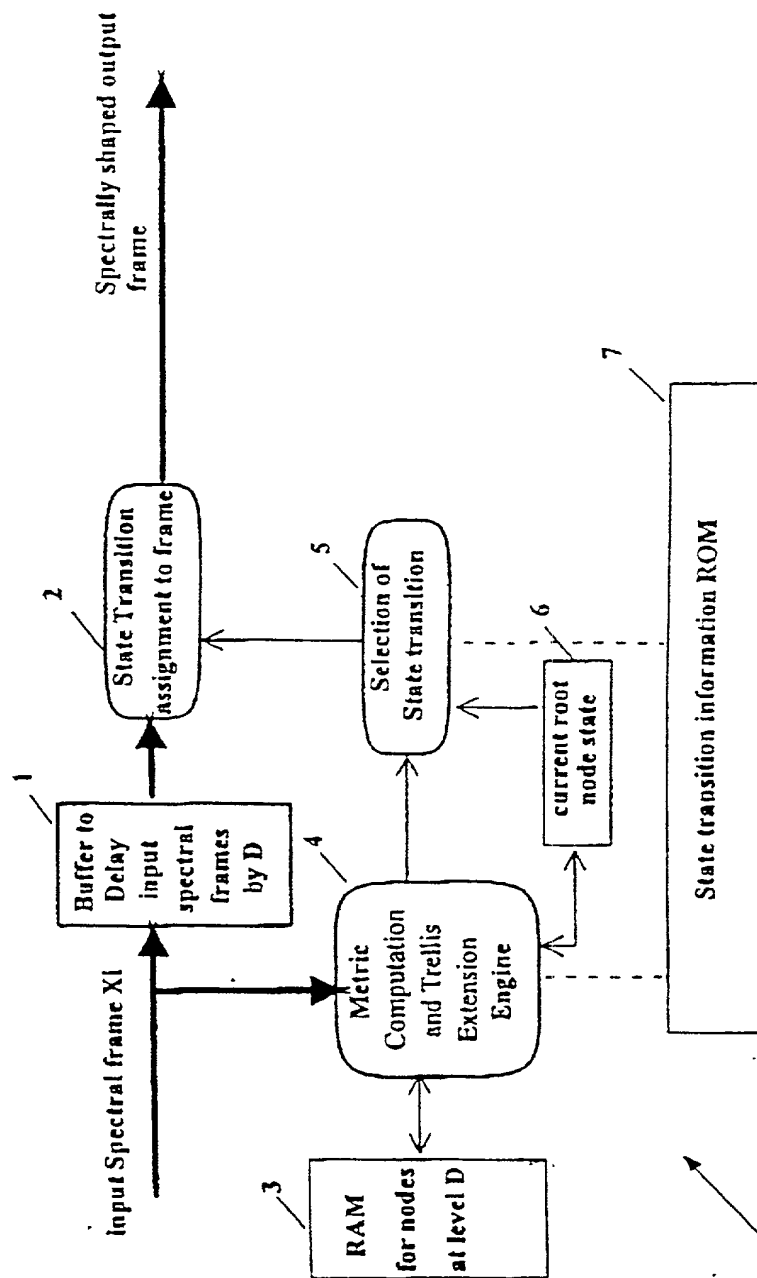 Input Spectral frame XI
1
Buffer to
Delay
input
spectral
frames
by D
2
State Transition
assignment to frame
Spectrally shaped output
frame
3
RAM
for nodes
at level D
4
Metric
Computation
and Trellis
Extension
Engine
5
Selection of
State transition
6
current root
node state
7
State transition information ROM